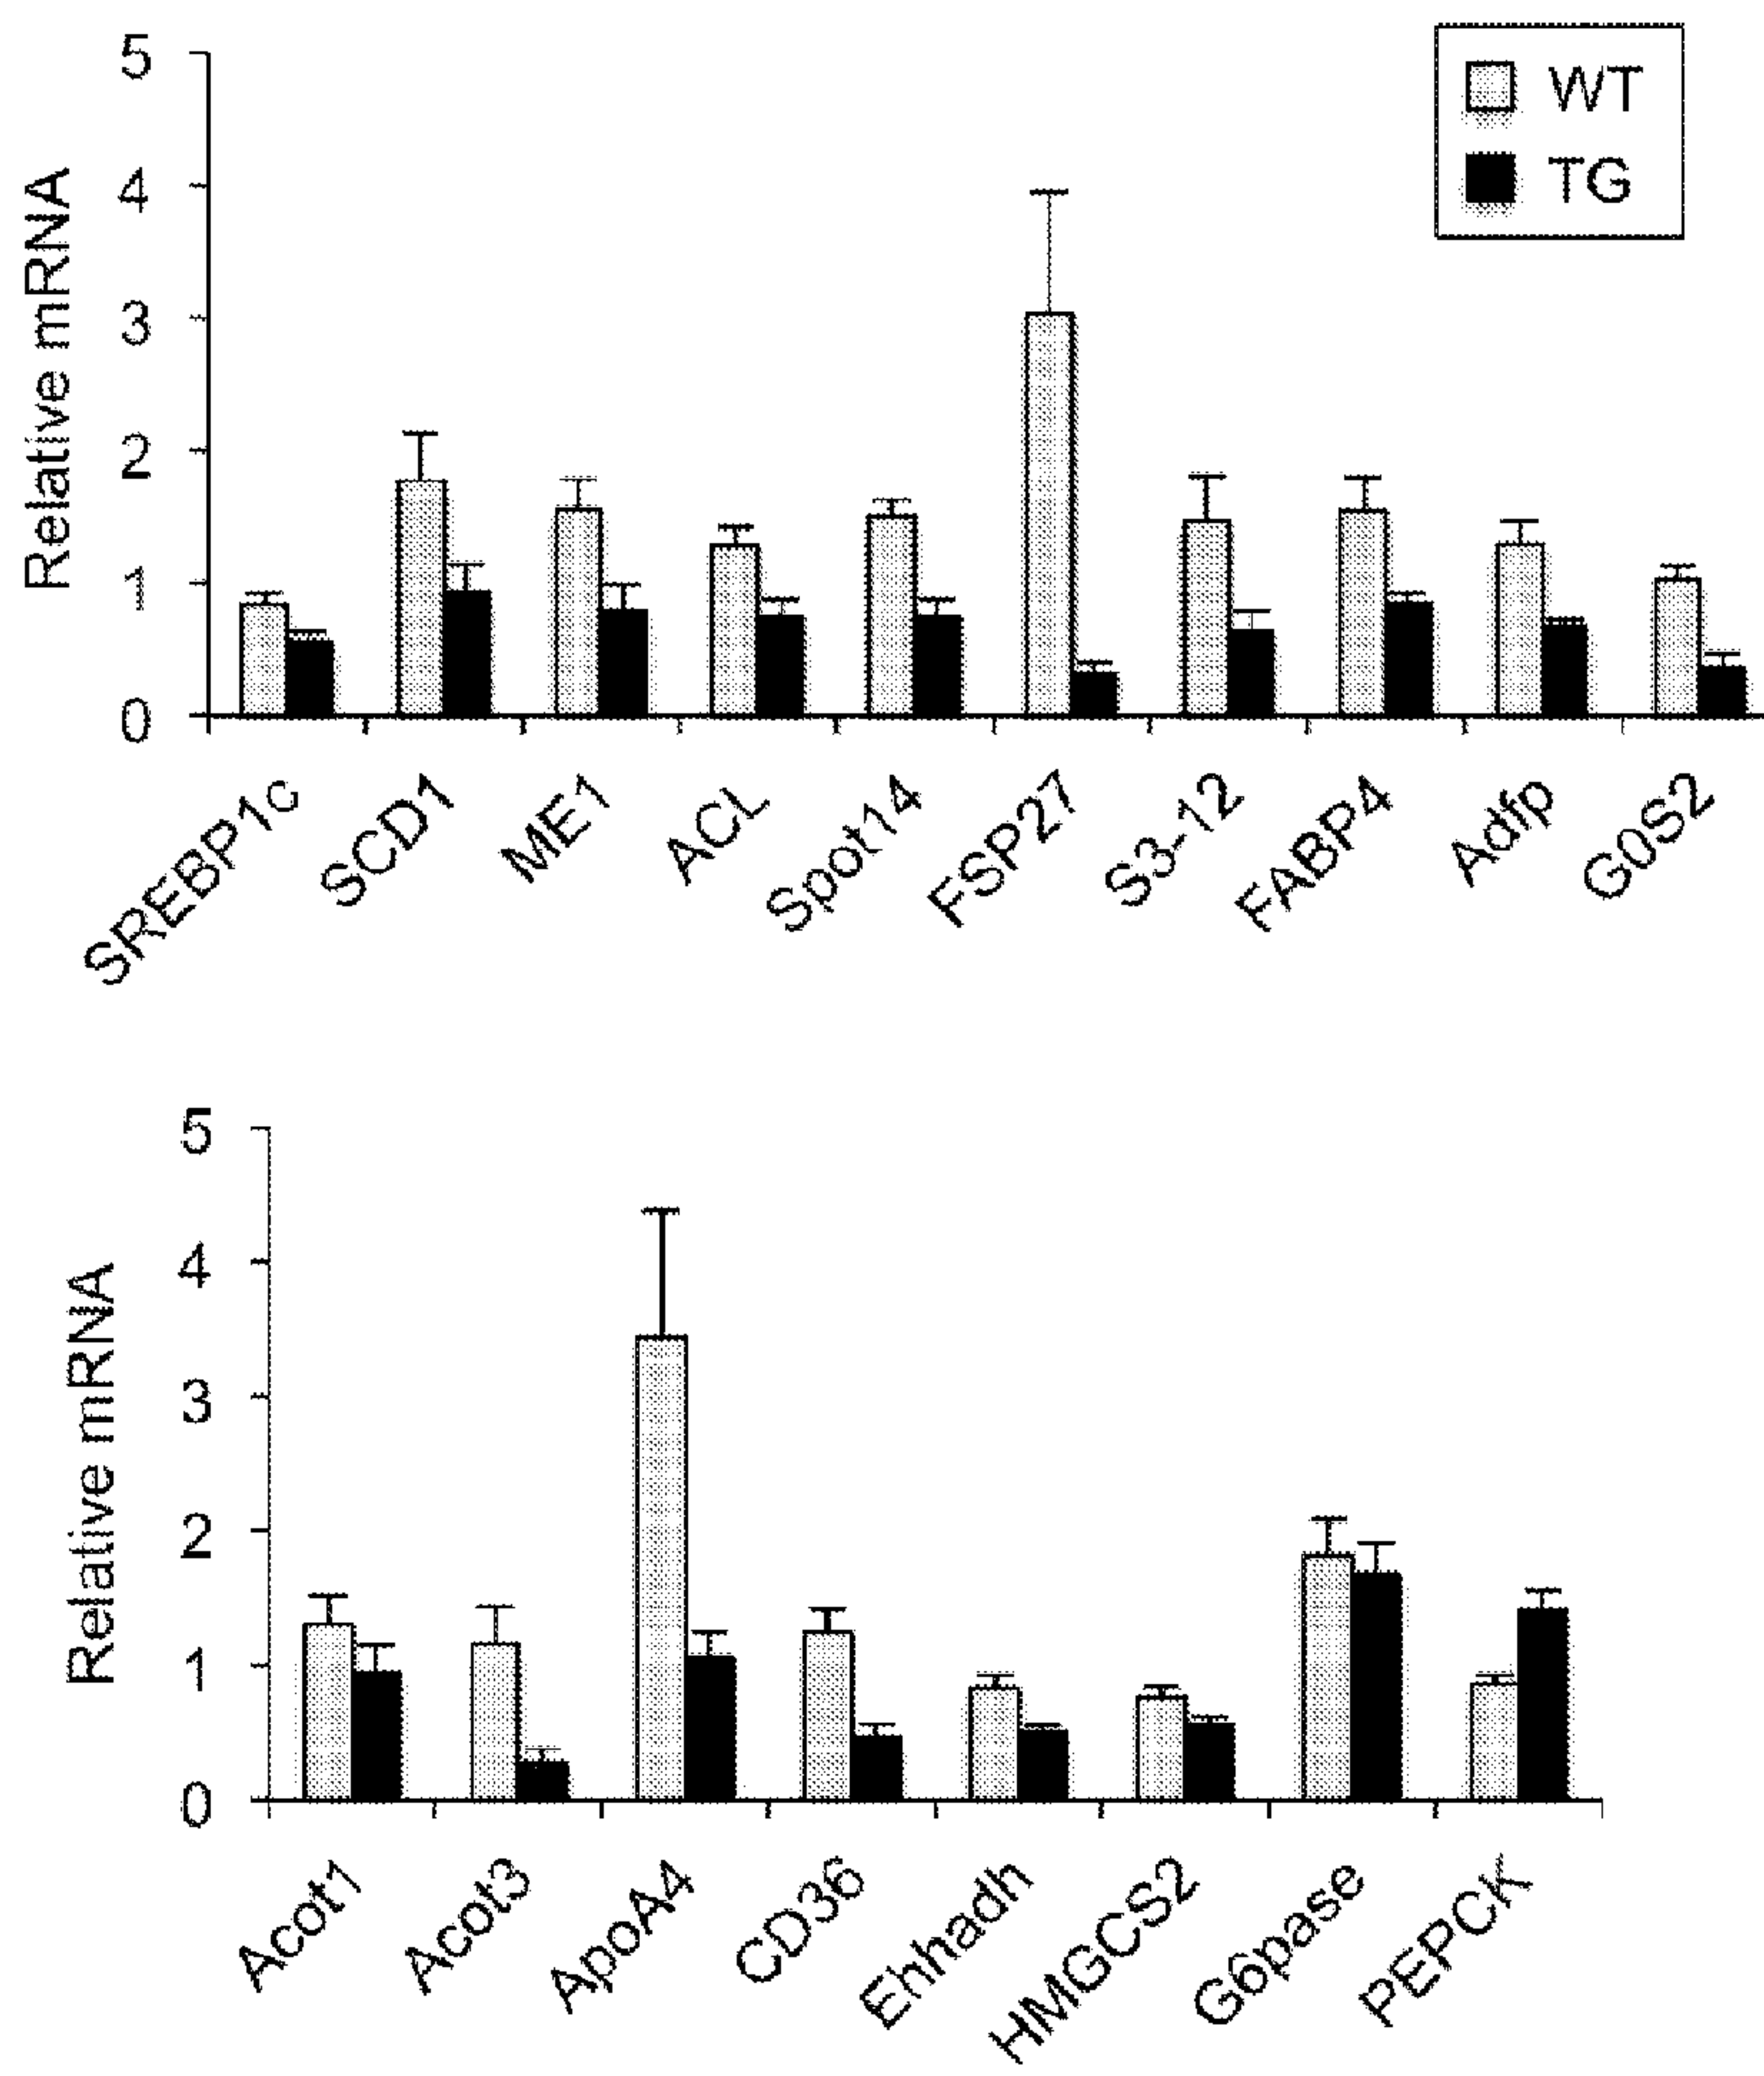 5
4
3
2
1
0
Relative mRNA
WT
TG
SREBP1c
SCD1
ME1
ACL
Spot14
FSP27
S3-12
FABP4
Adfp
G0S2
5
4
3
2
1
0
Relative mRNA
Acot1
Acot3
ApoA4
CD36
Ehhadh
HMGCS2
G6pase
PEPCK